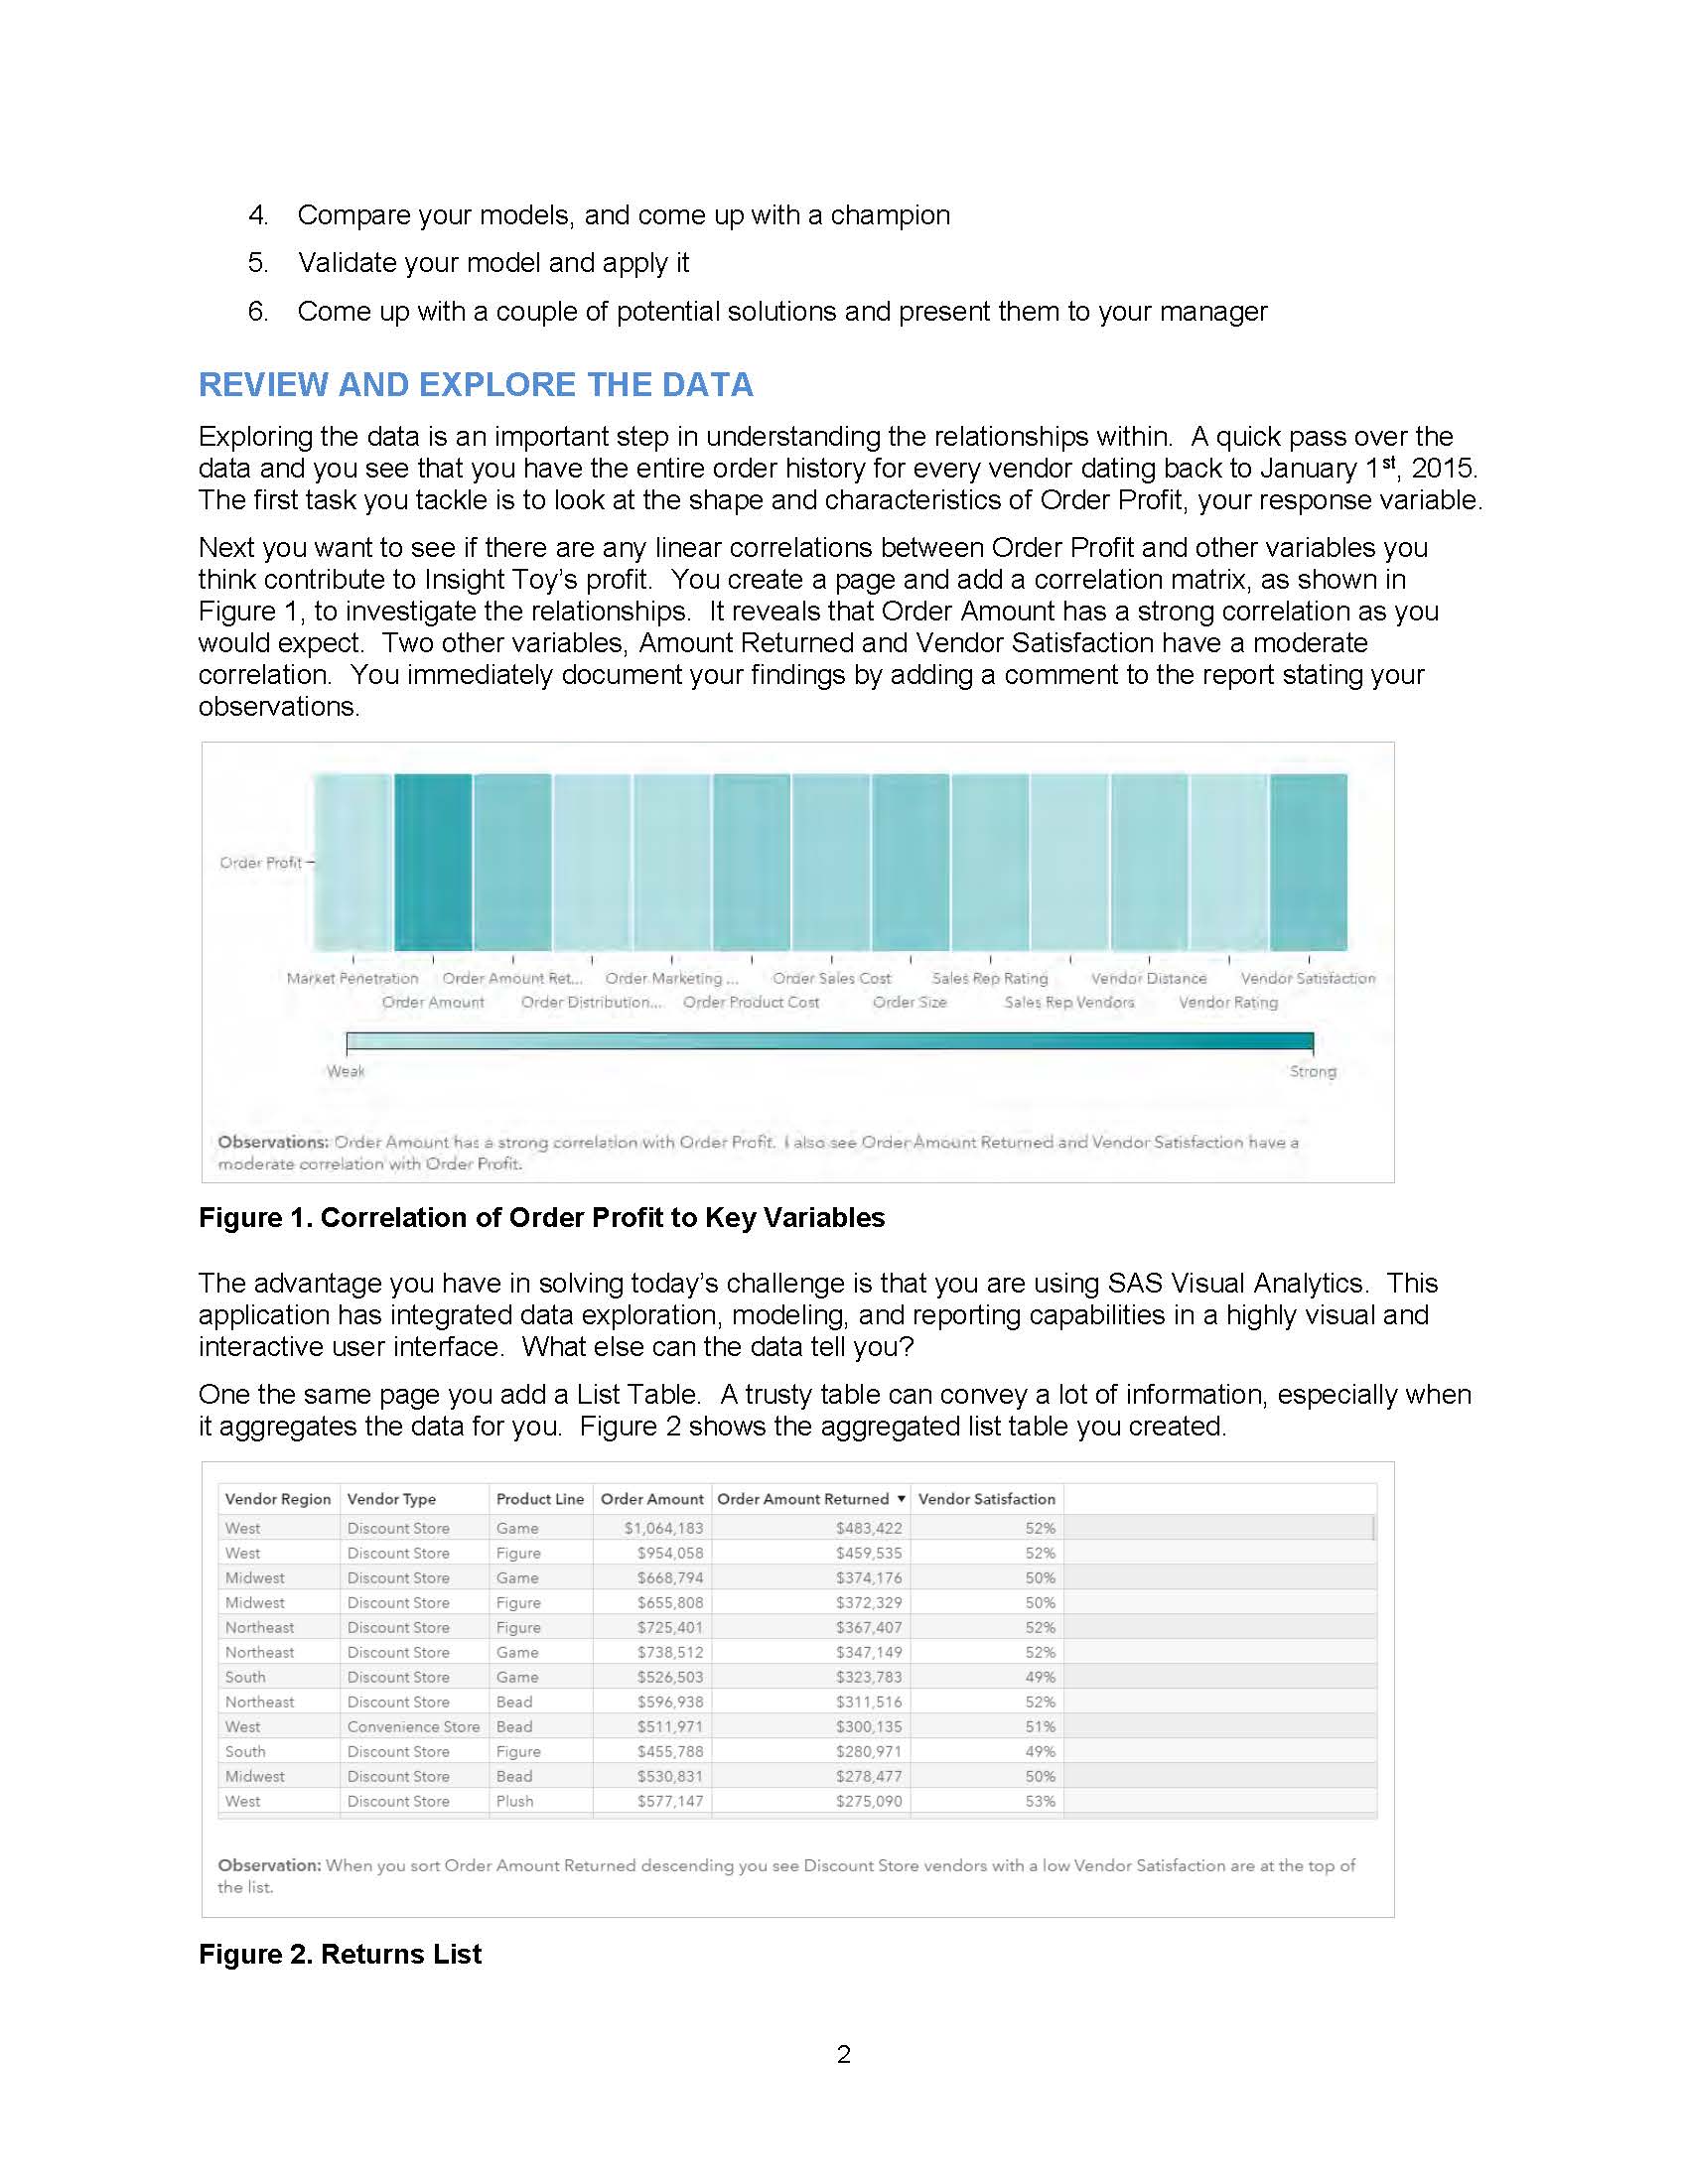 4. Compare your models, and come up with a champion
5. Validate your model and apply it
6. Come up with a couple of potential solutions and present them to your manager
REVIEW AND EXPLORE THE DATA
Exploring the data is an important step in understanding the relationships within. A quick pass over the
data and you see that you have the entire order history for every vendor dating back to January 1st, 2015.
The first task you tackle is to look at the shape and characteristics of Order Profit, your response variable.
Next you want to see if there are any linear correlations between Order Profit and other variables you
think contribute to Insight Toy's profit. You create a page and add a correlation matrix, as shown in
Figure 1, to investigate the relationships. It reveals that Order Amount has a strong correlation as you
would expect. Two other variables, Amount Returned and Vendor Satisfaction have a moderate
correlation. You immediately document your findings by adding a comment to the report stating your
observations.
Order Profit
Market Penetration Order Amount Ret... Order Marketing ... Order Sales Cost Sales Rep Rating Vendor Distance Vendor Satisfaction
Order Amount Order Distribution... Order Product Cost Order Size Sales Rep Vendors Vendor Rating
Weak Strong
Observations: Order Amount has a strong correlation with Order Profit. I also see Order Amount Returned and Vendor Satisfaction have a
moderate correlation with Order Profit.
Figure 1. Correlation of Order Profit to Key Variables
The advantage you have in solving today's challenge is that you are using SAS Visual Analytics. This
application has integrated data exploration, modeling, and reporting capabilities in a highly visual and
interactive user interface. What else can the data tell you?
One the same page you add a List Table. A trusty table can convey a lot of information, especially when
it aggregates the data for you. Figure 2 shows the aggregated list table you created.
Vendor Region Vendor Type Product Line Order Amount Order Amount Returned ▼ Vendor Satisfaction
West Discount Store Game $1,064,183 $483,422 52%
West Discount Store Figure $954,058 $459,535 52%
Midwest Discount Store Game $668,794 $374,176 50%
Midwest Discount Store Figure $655,808 $372,329 50%
Northeast Discount Store Figure $725,401 $367,407 52%
Northeast Discount Store Game $738,512 $347,149 52%
South Discount Store Game $526,503 $323,783 49%
Northeast Discount Store Bead $596,938 $311,516 52%
West Convenience Store Bead $511,971 $300,135 51%
South Discount Store Figure $455,788 $280,971 49%
Midwest Discount Store Bead $530,831 $278,477 50%
West Discount Store Plush $577,147 $275,090 53%
Observation: When you sort Order Amount Returned descending you see Discount Store vendors with a low Vendor Satisfaction are at the top of
the list.
Figure 2. Returns List
2